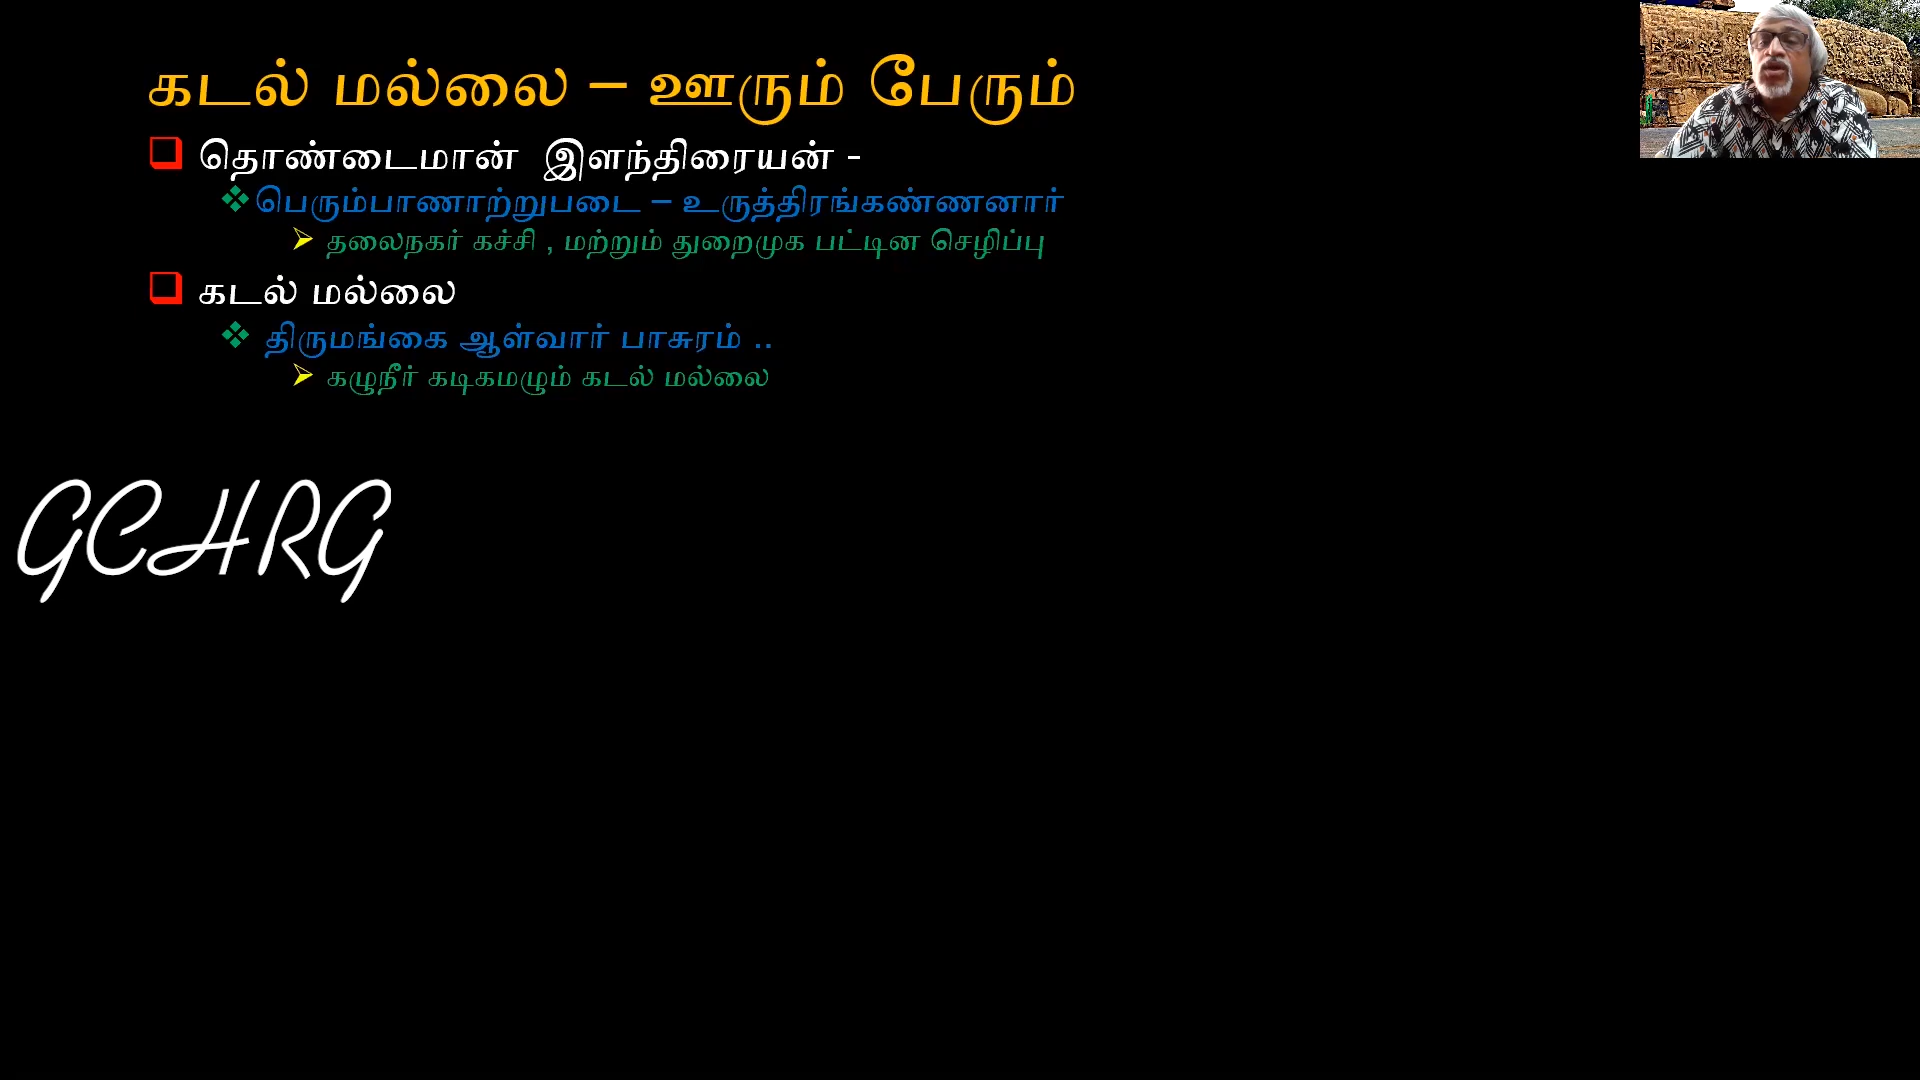 கடல் மல்லை – ஊரும் பேரும்
தொண்டைமான் இளந்திரையன் -
பெரும்பாணாற்றுபடை – உருத்திரங்கண்ணனார்
தலைநகர் கச்சி , மற்றும் துறைமுக பட்டின செழிப்பு
கடல் மல்லை
திருமங்கை ஆள்வார் பாசுரம் ..
கழுநீர் கடிகமழும் கடல் மல்லை
GCHRG